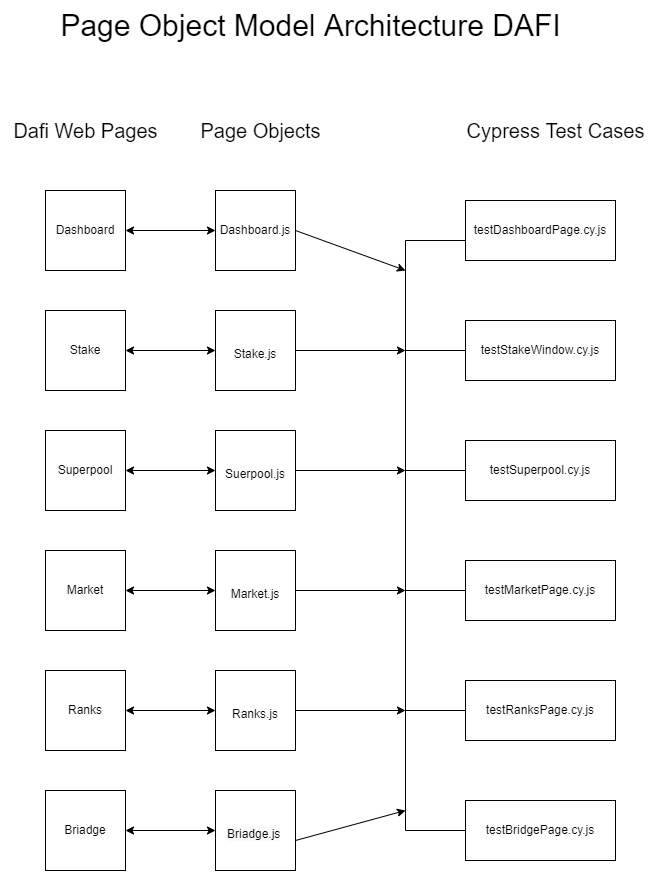 Page Object Model Architecture DAFI
Dafi Web Pages Page Objects Cypress Test Cases
Dashboard Dashboard.js testDashboardPage.cy.js
Stake Stake.js testStakeWindow.cy.js
Superpool Suerpool.js testSuperpool.cy.js
Market Market.js testMarketPage.cy.js
Ranks Ranks.js testRanksPage.cy.js
Briadge Briadge.js testBridgePage.cy.js